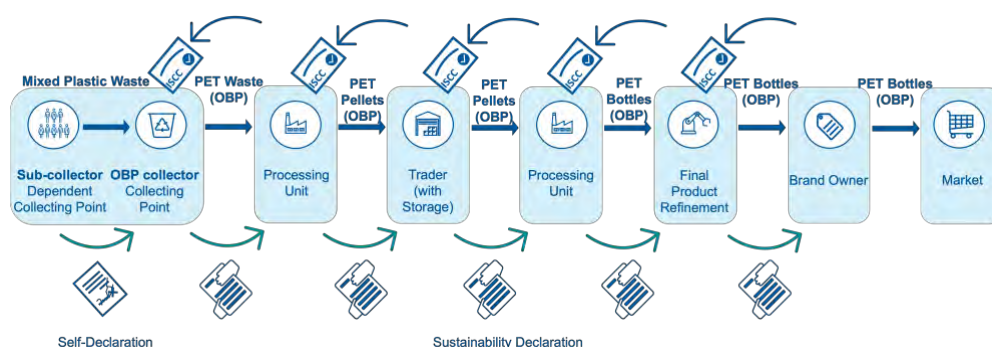 ISCC
ISCC
ISCC
ISCC
ISCC
Mixed Plastic Waste
PET Waste
(OBP)
PET
Pellets
(OBP)
PET
Pellets
(OBP)
PET
Bottles
(OBP)
PET Bottles
(OBP)
PET Bottles
(OBP)
Sub-collector
Dependent
Collecting Point
OBP collector
Collecting
Point
Processing
Unit
Trader
(with
Storage)
Processing
Unit
Final
Product
Refinement
Brand Owner
Market
Self-Declaration
Sustainability Declaration